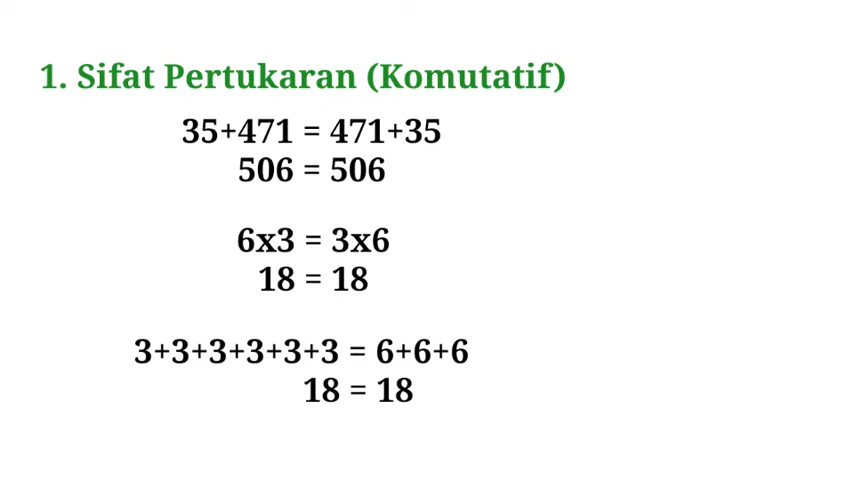 1. Sifat Pertukaran (Komutatif)
35+471 = 471+35
506 = 506
6x3 = 3x6
18 = 18
3+3+3+3+3+3 = 6+6+6
18 = 18